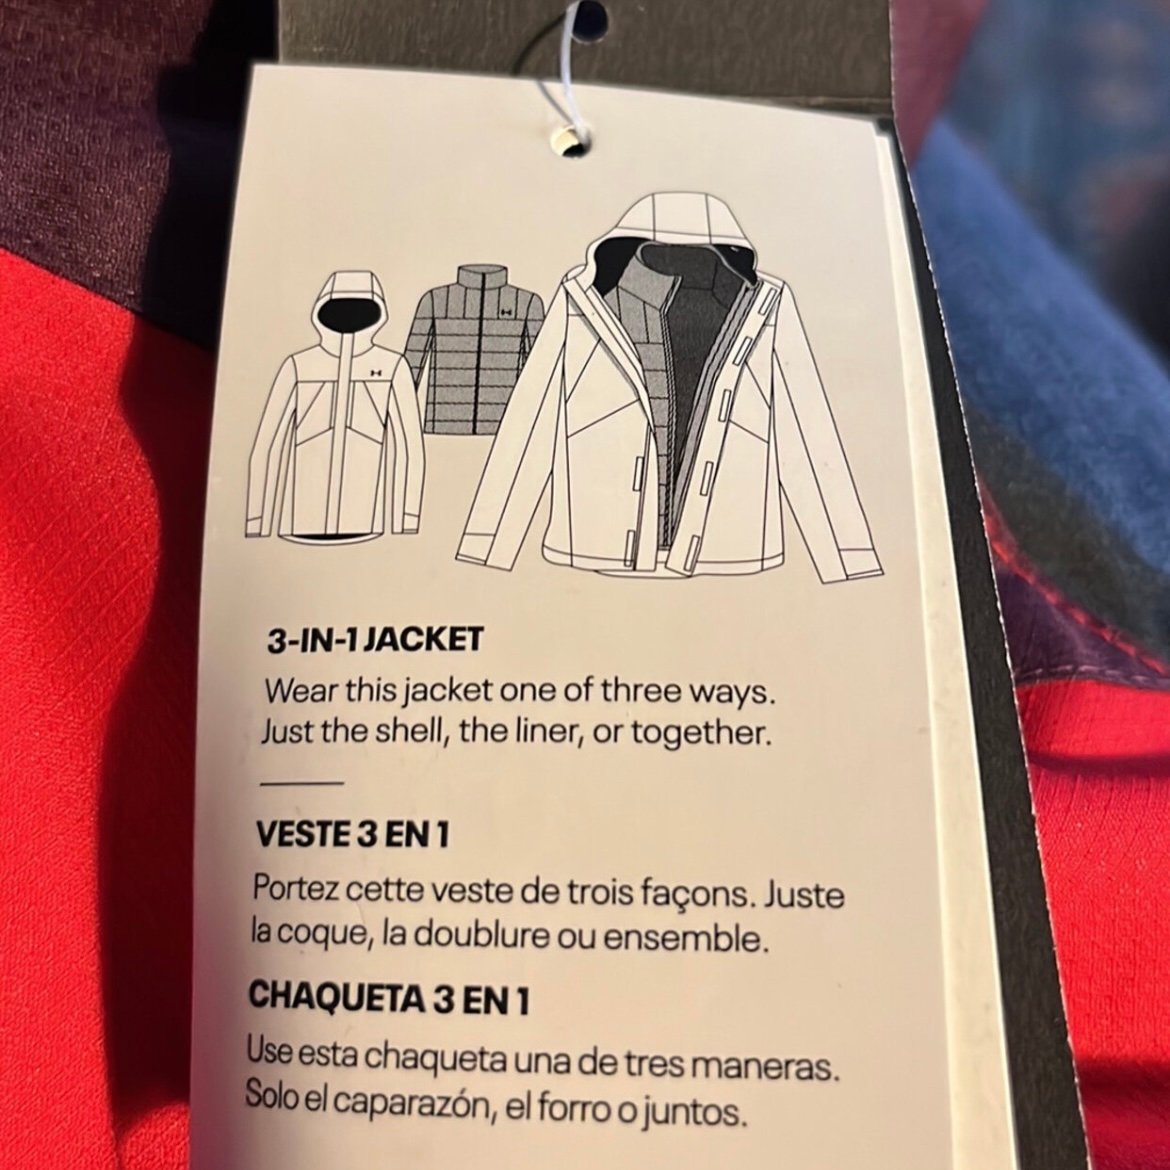 3-IN-1 JACKET
Wear this jacket one of three ways.
Just the shell, the liner, or together.
VESTE 3 EN 1
Portez cette veste de trois façons. Juste
la coque, la doublure ou ensemble.
CHAQUETA 3 EN 1
Use esta chaqueta una de tres maneras.
Solo el caparazón, el forro o juntos.